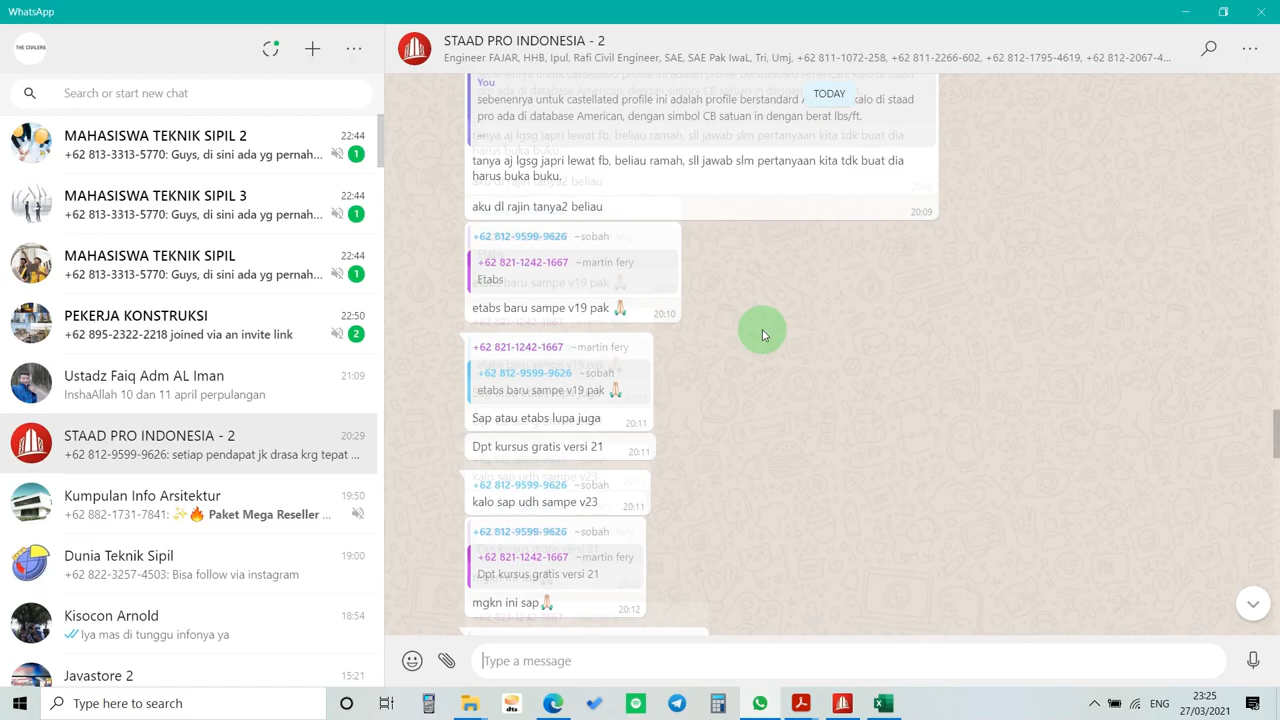 WhatsApp
THE CIVILERS
Search or start new chat
MAHASISWA TEKNIK SIPIL 2
22:44
+62 813-3313-5770: Guys, di sini ada yg pernah...
1
MAHASISWA TEKNIK SIPIL 3
22:44
+62 813-3313-5770: Guys, di sini ada yg pernah...
1
MAHASISWA TEKNIK SIPIL
22:44
+62 813-3313-5770: Guys, di sini ada yg pernah...
1
PEKERJA KONSTRUKSI
22:50
+62 895-2322-2218 joined via an invite link
2
Ustadz Faiq Adm AL Iman
21:09
InshaAllah 10 dan 11 april perpulangan
STAAD PRO INDONESIA - 2
20:29
+62 812-9599-9626: setiap pendapat jk drasa krg tepat ...
Kumpulan Info Arsitektur
19:50
+62 882-1731-7841: ✨🔥 Paket Mega Reseller ...
Dunia Teknik Sipil
19:00
+62 822-3257-4503: Bisa follow via instagram
Kisocon Arnold
18:54
Iya mas di tunggu infonya ya
Javastore 2
15:21
STAAD PRO INDONESIA - 2
Engineer FAJAR, HHB, Ipul, Rafi Civil Engineer, SAE, SAE Pak IwaL, Tri, Umj, +62 811-1072-258, +62 811-2266-602, +62 812-1795-4619, +62 812-2067-4...
TODAY
You
sebenernya untuk castellated profile ini adalah profile berstandard kalo di staad
pro ada di database American, dengan simbol CB satuan in dengan berat lbs/ft.
...
tanya aj lgsg japri lewat fb, beliau ramah, sll jawab slm pertanyaan kita tdk buat dia
harus buka buku.
20:05
aku dl rajin tanya2 beliau
20:09
+62 812-9599-9626 ~sobah
+62 821-1242-1667 ~martin fery
Etabs
etabs baru sampe v19 pak 🙏🏻
20:10
+62 821-1242-1667 ~martin fery
+62 812-9599-9626 ~sobah
etabs baru sampe v19 pak 🙏🏻
Sap atau etabs lupa juga
20:11
Dpt kursus gratis versi 21
20:11
+62 812-9599-9626 ~sobah
kalo sap udh sampe v23
20:11
+62 812-9599-9626 ~sobah
+62 821-1242-1667 ~martin fery
Dpt kursus gratis versi 21
mgkn ini sap🙏🏻
20:12
Type a message
Type here to search
dts
ENG
23:25
27/03/2021